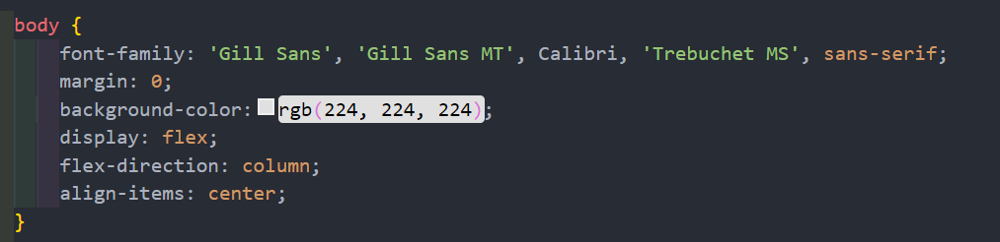 body {
    font-family: 'Gill Sans', 'Gill Sans MT', Calibri, 'Trebuchet MS', sans-serif;
    margin: 0;
    background-color: rgb(224, 224, 224);
    display: flex;
    flex-direction: column;
    align-items: center;
}